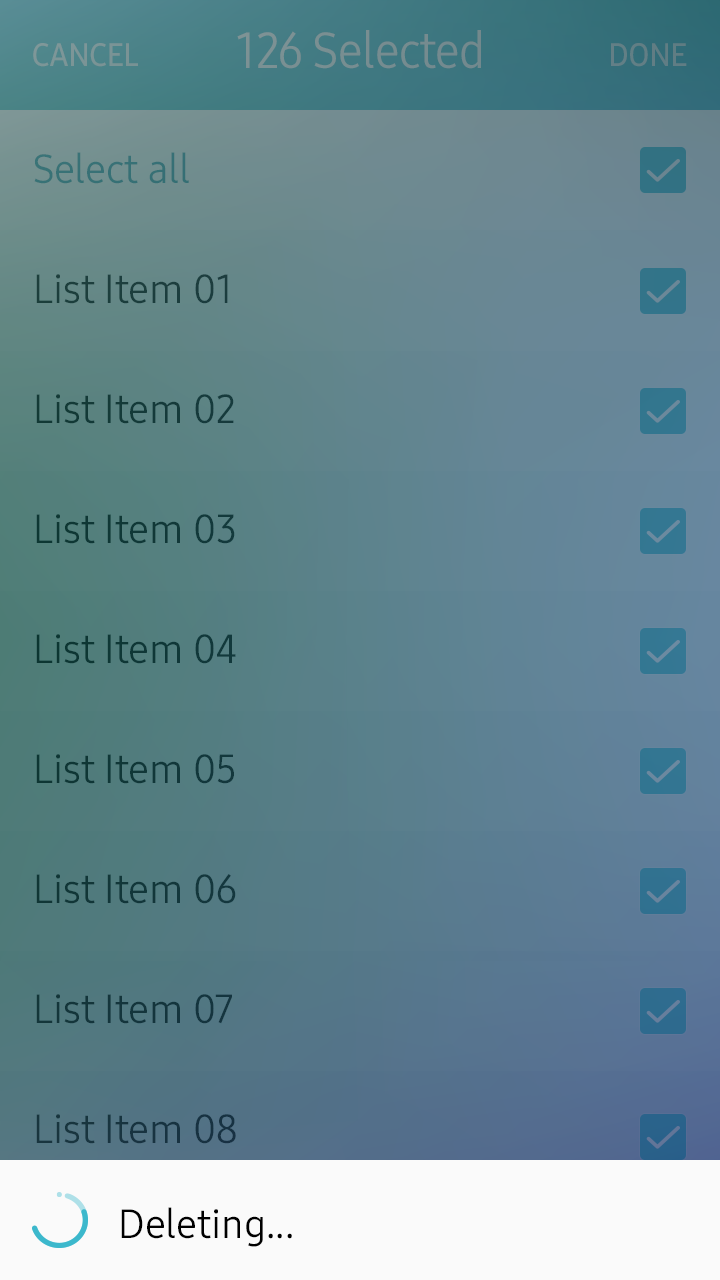 CANCEL 126 Selected DONE
Select all
List Item 01
List Item 02
List Item 03
List Item 04
List Item 05
List Item 06
List Item 07
List Item 08
Deleting...